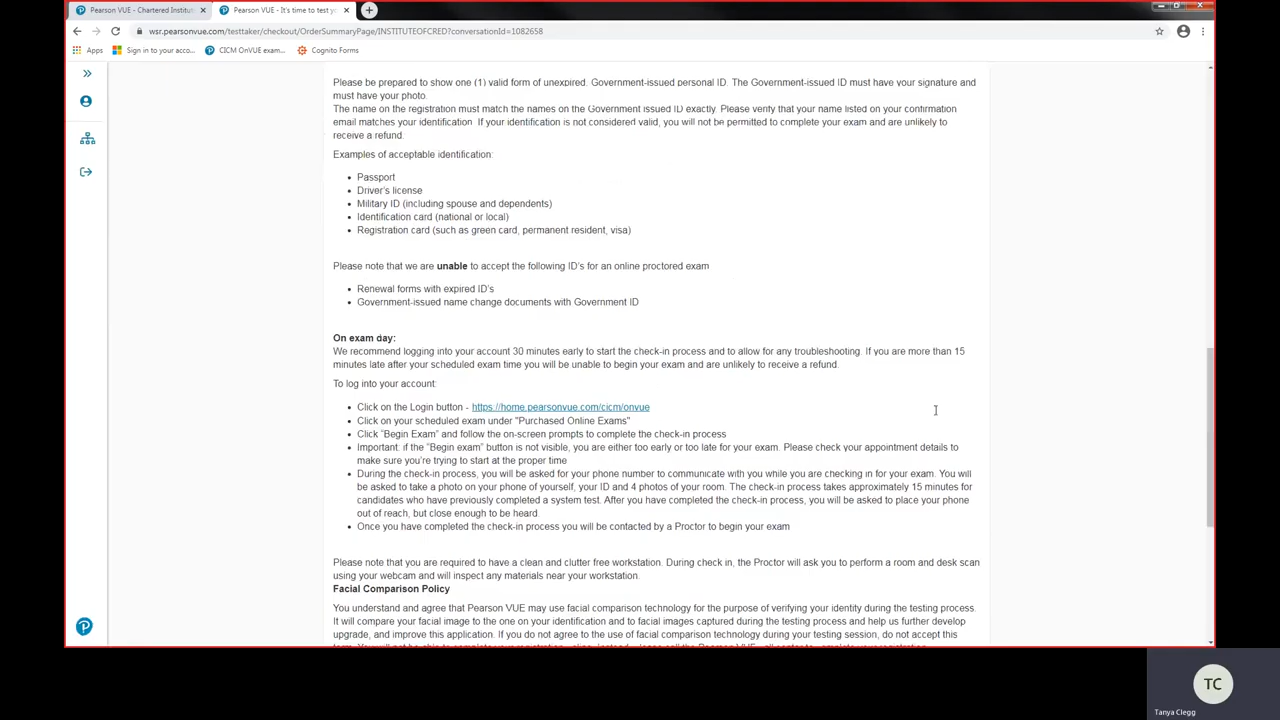 Pearson VUE - Chartered Institut
Pearson VUE - It's time to test yo
wsr.pearsonvue.com/testtaker/checkout/OrderSummaryPage/INSTITUTEOFCRED?conversationId=1082658
Apps
Sign in to your acco...
CICM OnVUE exam...
Cognito Forms
Please be prepared to show one (1) valid form of unexpired, Government-issued personal ID. The Government-issued ID must have your signature and
must have your photo.
The name on the registration must match the names on the Government issued ID exactly. Please verify that your name listed on your confirmation
email matches your identification. If your identification is not considered valid, you will not be permitted to complete your exam and are unlikely to
receive a refund.
Examples of acceptable identification:
• Passport
• Driver's license
• Military ID (including spouse and dependents)
• Identification card (national or local)
• Registration card (such as green card, permanent resident, visa)
Please note that we are unable to accept the following ID's for an online proctored exam
• Renewal forms with expired ID's
• Government-issued name change documents with Government ID
On exam day:
We recommend logging into your account 30 minutes early to start the check-in process and to allow for any troubleshooting. If you are more than 15
minutes late after your scheduled exam time you will be unable to begin your exam and are unlikely to receive a refund.
To log into your account:
• Click on the Login button - https://home.pearsonvue.com/cicm/onvue
• Click on your scheduled exam under "Purchased Online Exams"
• Click "Begin Exam" and follow the on-screen prompts to complete the check-in process
• Important: if the "Begin exam" button is not visible, you are either too early or too late for your exam. Please check your appointment details to
make sure you're trying to start at the proper time
• During the check-in process, you will be asked for your phone number to communicate with you while you are checking in for your exam. You will
be asked to take a photo on your phone of yourself, your ID and 4 photos of your room. The check-in process takes approximately 15 minutes for
candidates who have previously completed a system test. After you have completed the check-in process, you will be asked to place your phone
out of reach, but close enough to be heard.
• Once you have completed the check-in process you will be contacted by a Proctor to begin your exam
Please note that you are required to have a clean and clutter free workstation. During check in, the Proctor will ask you to perform a room and desk scan
using your webcam and will inspect any materials near your workstation.
Facial Comparison Policy
You understand and agree that Pearson VUE may use facial comparison technology for the purpose of verifying your identity during the testing process.
It will compare your facial image to the one on your identification and to facial images captured during the testing process and help us further develop,
upgrade, and improve this application. If you do not agree to the use of facial comparison technology during your testing session, do not accept this
TC
Tanya Clegg